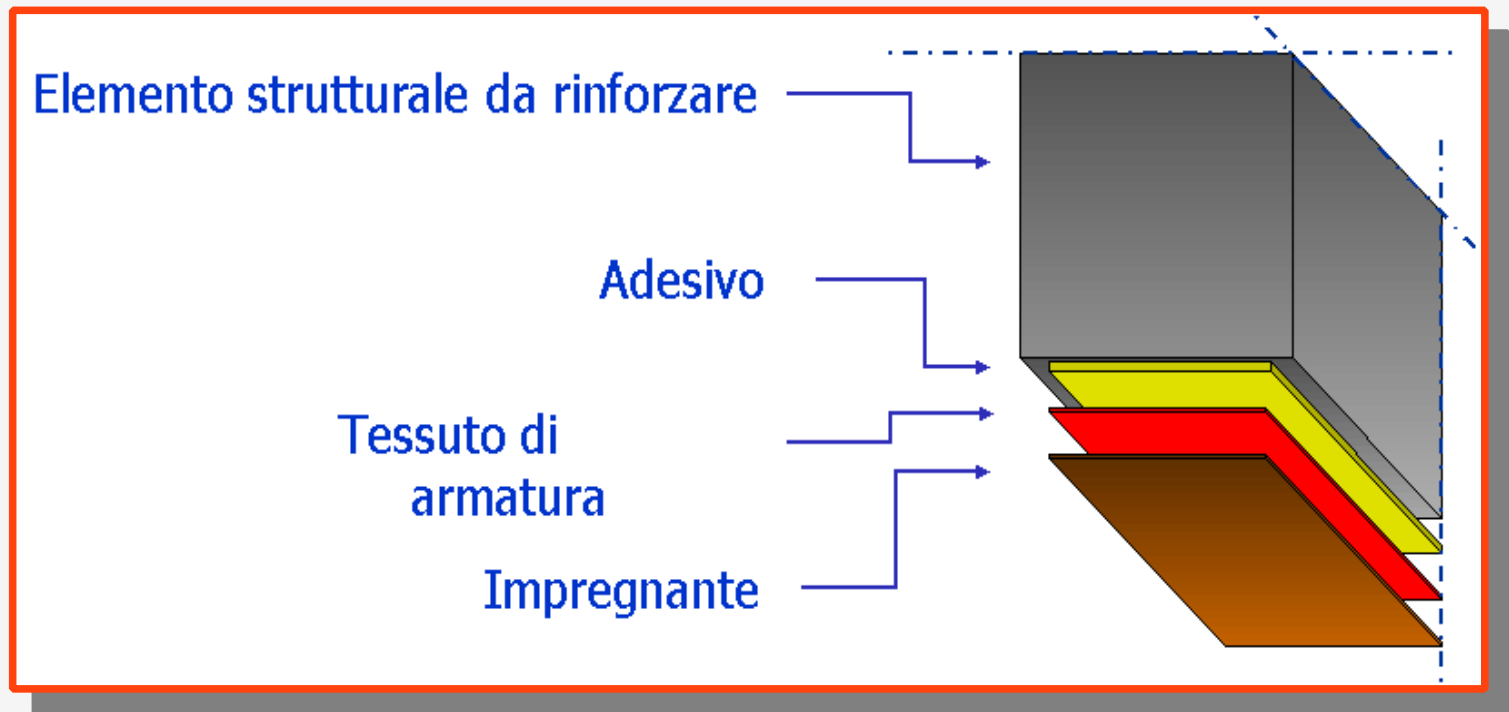 Elemento strutturale da rinforzare
Adesivo
Tessuto di
armatura
Impregnante